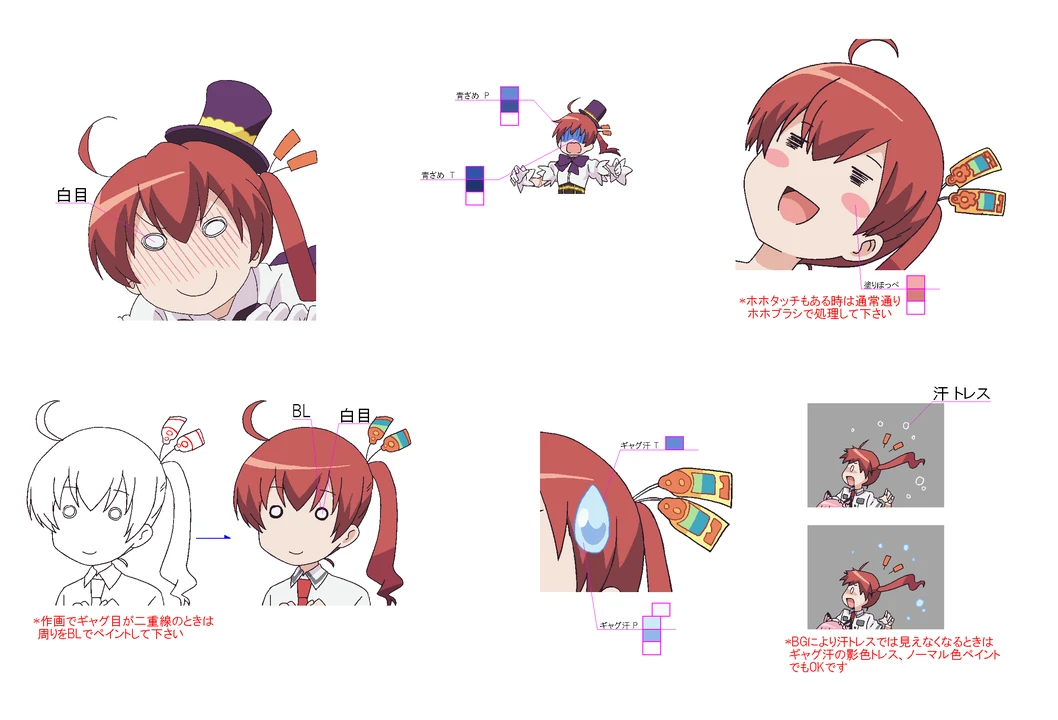 白目
青ざめ P
青ざめ T
塗りほっぺ
*ホホタッチもある時は通常通り
ホホブラシで処理して下さい
BL
白目
*作画でギャグ目が二重線のときは
周りをBLでペイントして下さい
ギャグ汗 T
ギャグ汗 P
汗トレス
*BGにより汗トレスでは見えなくなるときは
ギャグ汗の影色トレス、ノーマル色ペイント
でもOKです